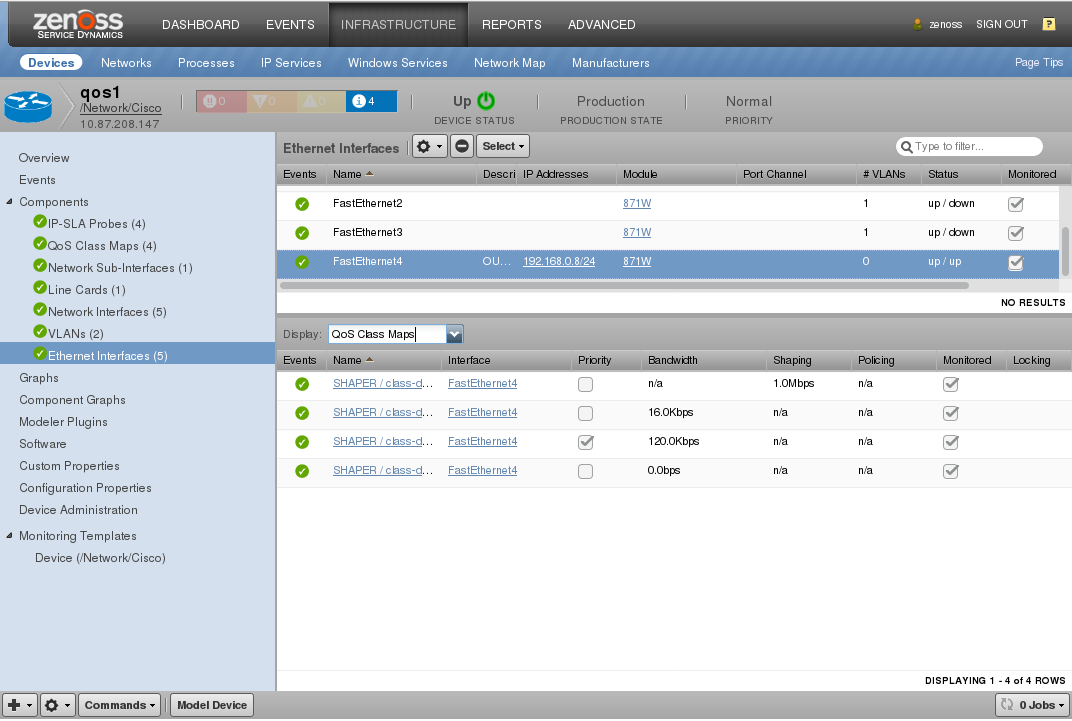 zenoss
SERVICE DYNAMICS
DASHBOARD EVENTS INFRASTRUCTURE REPORTS ADVANCED
zenoss SIGN OUT ?
Devices Networks Processes IP Services Windows Services Network Map Manufacturers Page Tips
qos1
/Network/Cisco
10.87.208.147
0 0 0 4
Up
DEVICE STATUS
Production
PRODUCTION STATE
Normal
PRIORITY
Overview
Events
Components
IP-SLA Probes (4)
QoS Class Maps (4)
Network Sub-Interfaces (1)
Line Cards (1)
Network Interfaces (5)
VLANs (2)
Ethernet Interfaces (5)
Graphs
Component Graphs
Modeler Plugins
Software
Custom Properties
Configuration Properties
Device Administration
Monitoring Templates
Device (/Network/Cisco)
Ethernet Interfaces Select Type to filter...
Events Name Descri IP Addresses Module Port Channel # VLANs Status Monitored
FastEthernet2 871W 1 up / down
FastEthernet3 871W 1 up / down
FastEthernet4 OU... 192.168.0.8/24 871W 0 up / up
NO RESULTS
Display: QoS Class Maps
Events Name Interface Priority Bandwidth Shaping Policing Monitored Locking
SHAPER / class-d... FastEthernet4 n/a 1.0Mbps n/a
SHAPER / class-d... FastEthernet4 16.0Kbps n/a n/a
SHAPER / class-d... FastEthernet4 120.0Kbps n/a n/a
SHAPER / class-d... FastEthernet4 0.0bps n/a n/a
DISPLAYING 1 - 4 of 4 ROWS
Commands Model Device 0 Jobs